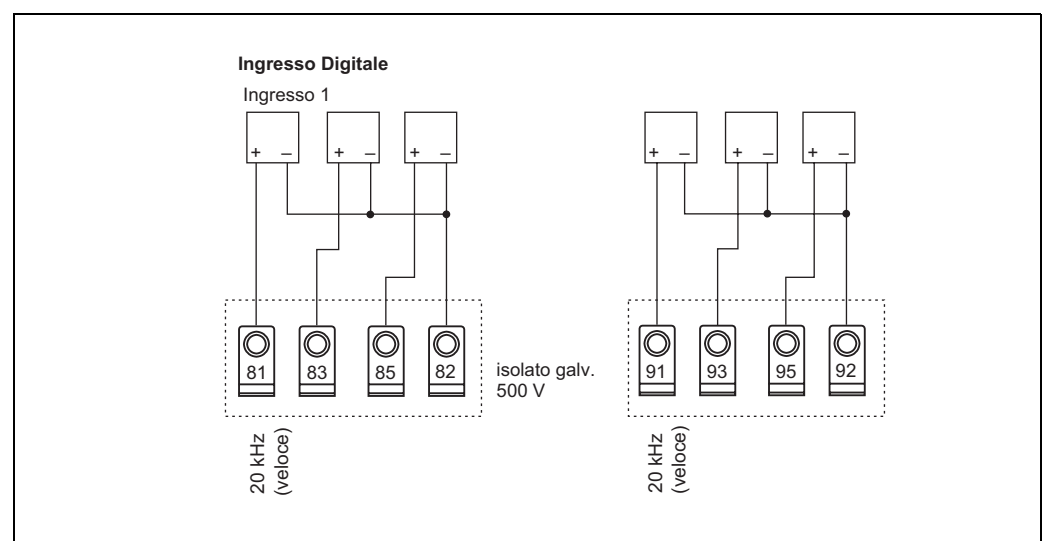 Ingresso Digitale
Ingresso 1
+ – + – + –
+ – + – + –
81 83 85 82
isolato galv.
500 V
91 93 95 92
20 kHz
(veloce)
20 kHz
(veloce)